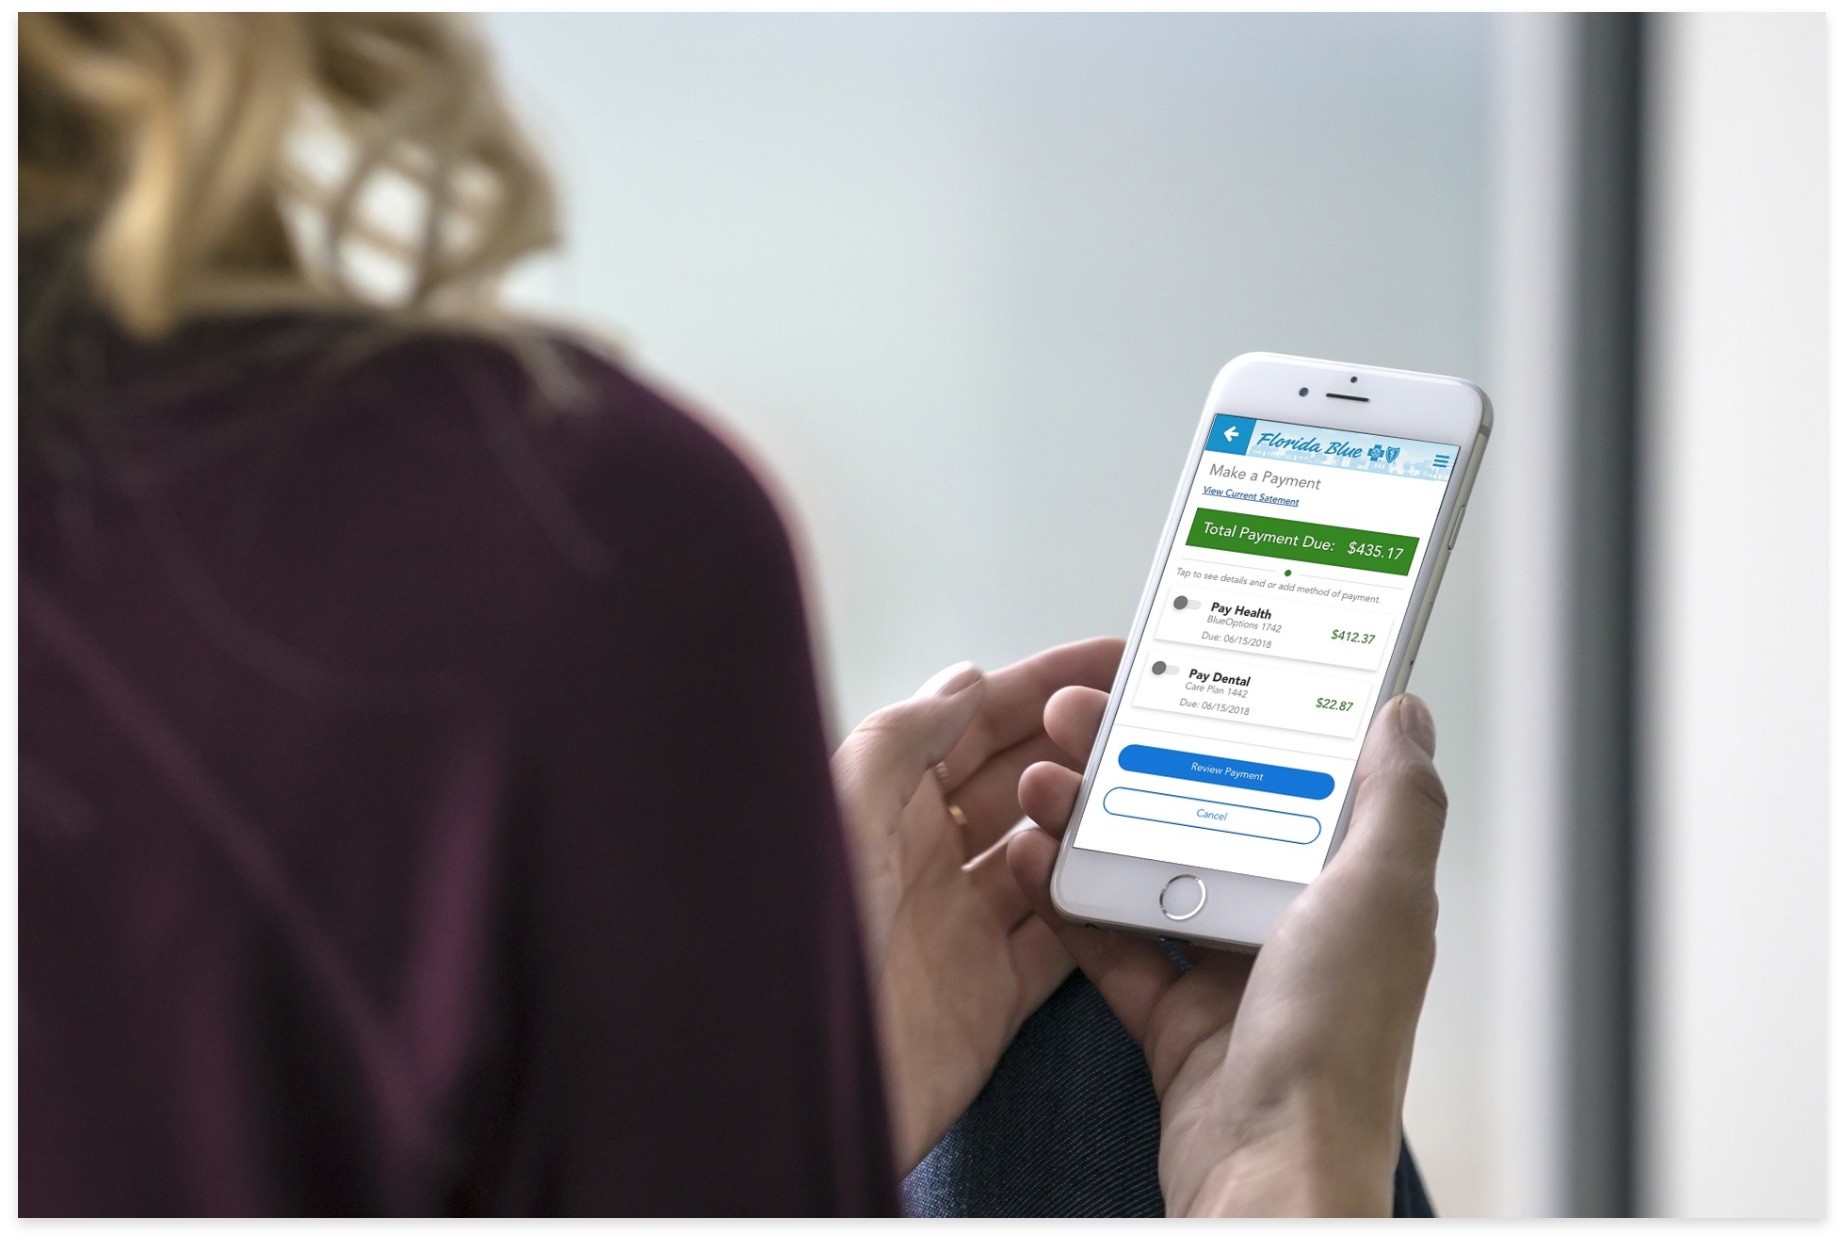 Florida Blue
Make a Payment
View Current Satement
Total Payment Due: $435.17
Tap to see details and or add method of payment.
Pay Health
BlueOptions 1742
$412.37
Due: 06/15/2018
Pay Dental
Care Plan 1442
$22.87
Due: 06/15/2018
Review Payment
Cancel